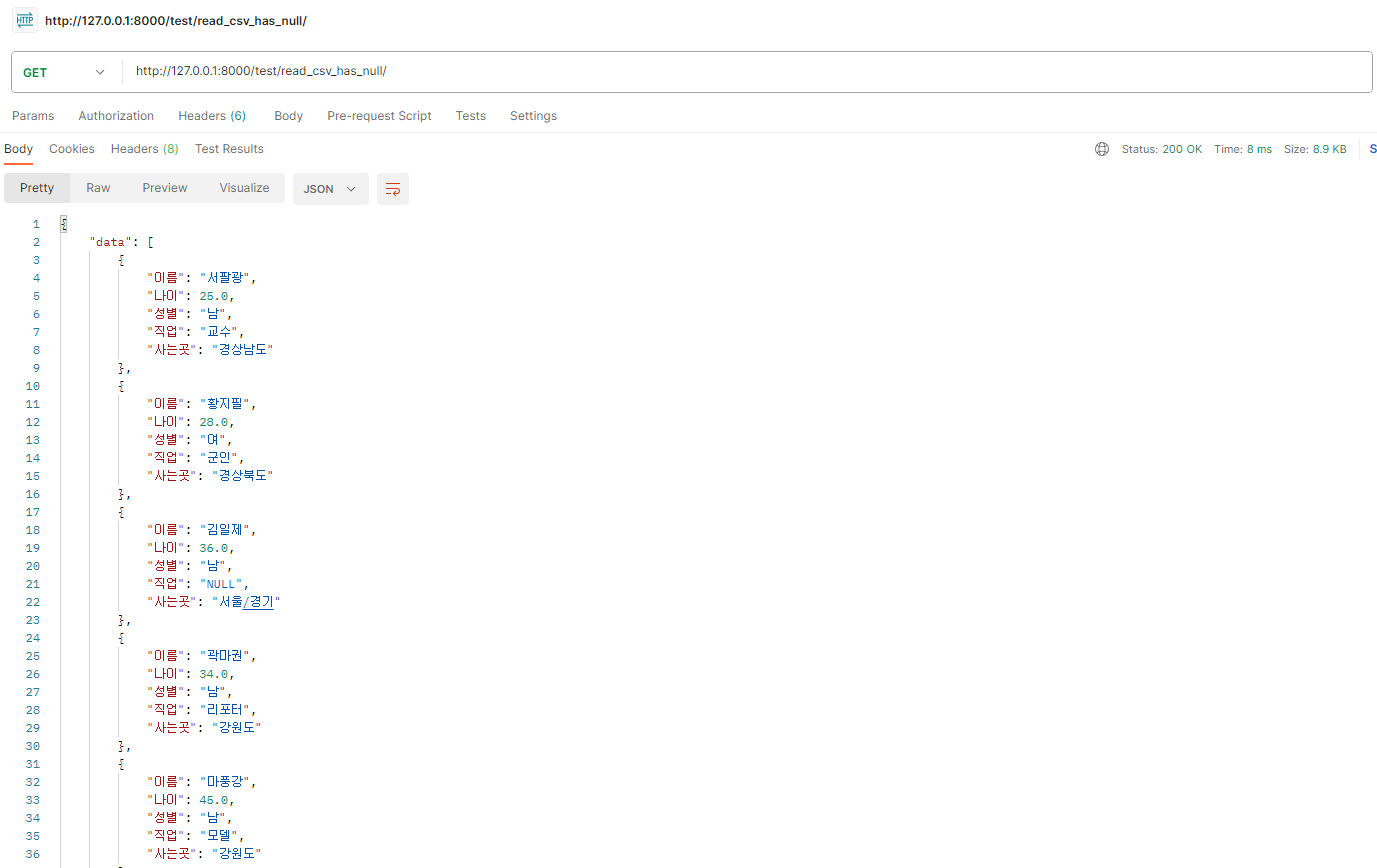 HTTP http://127.0.0.1:8000/test/read_csv_has_null/
GET http://127.0.0.1:8000/test/read_csv_has_null/
Params Authorization Headers (6) Body Pre-request Script Tests Settings
Body Cookies Headers (8) Test Results Status: 200 OK Time: 8 ms Size: 8.9 KB S
Pretty Raw Preview Visualize JSON
1 {
2 "data": [
3 {
4 "이름": "서팔광",
5 "나이": 25.0,
6 "성별": "남",
7 "직업": "교수",
8 "사는곳": "경상남도"
9 },
10 {
11 "이름": "황지필",
12 "나이": 28.0,
13 "성별": "여",
14 "직업": "군인",
15 "사는곳": "경상북도"
16 },
17 {
18 "이름": "김일제",
19 "나이": 36.0,
20 "성별": "남",
21 "직업": "NULL",
22 "사는곳": "서울/경기"
23 },
24 {
25 "이름": "곽마권",
26 "나이": 34.0,
27 "성별": "남",
28 "직업": "리포터",
29 "사는곳": "강원도"
30 },
31 {
32 "이름": "마풍강",
33 "나이": 45.0,
34 "성별": "남",
35 "직업": "모델",
36 "사는곳": "강원도"